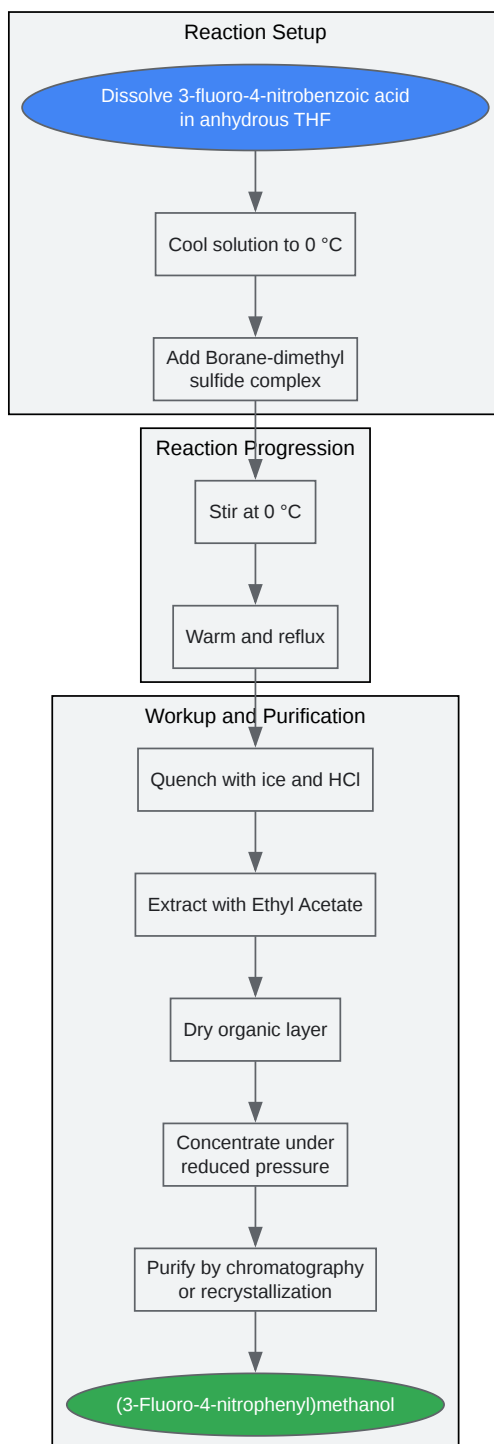 Reaction Setup
Dissolve 3-fluoro-4-nitrobenzoic acid
in anhydrous THF
Cool solution to 0 °C
Add Borane-dimethyl
sulfide complex
Reaction Progression
Stir at 0 °C
Warm and reflux
Workup and Purification
Quench with ice and HCl
Extract with Ethyl Acetate
Dry organic layer
Concentrate under
reduced pressure
Purify by chromatography
or recrystallization
(3-Fluoro-4-nitrophenyl)methanol